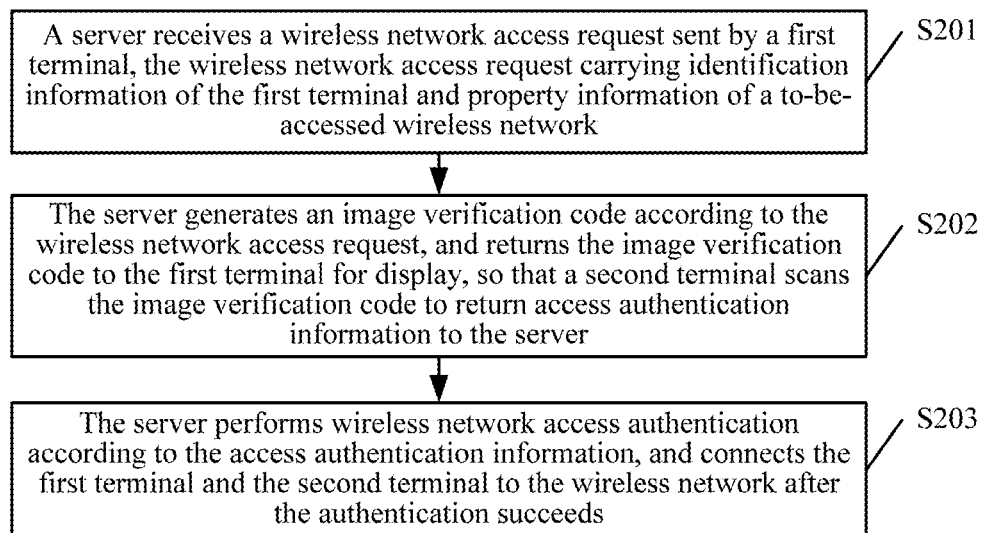 A server receives a wireless network access request sent by a first
terminal, the wireless network access request carrying identification
information of the first terminal and property information of a to-be-
accessed wireless network
S201
The server generates an image verification code according to the
wireless network access request, and returns the image verification
code to the first terminal for display, so that a second terminal scans
the image verification code to return access authentication
information to the server
S202
The server performs wireless network access authentication
according to the access authentication information, and connects the
first terminal and the second terminal to the wireless network after
the authentication succeeds
S203